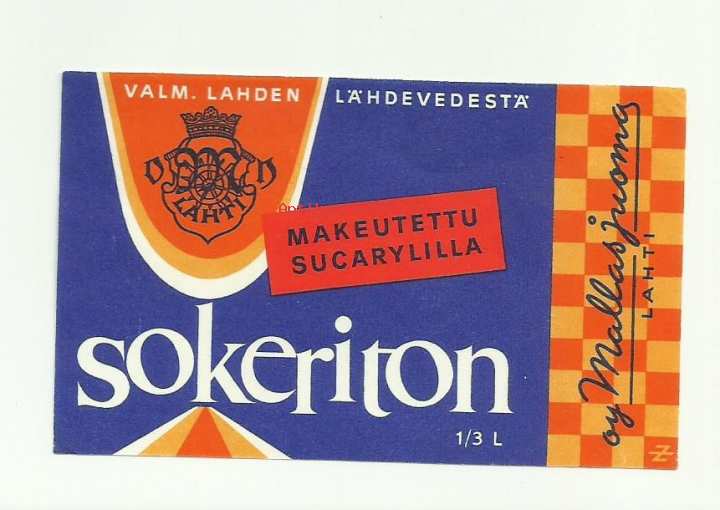 VALM. LAHDEN LÄHDEVEDESTÄ
LAHTI
MAKEUTETTU
SUCARYLILLA
sokeriton
1/3 L
oy Mallasjuoma
LAHTI